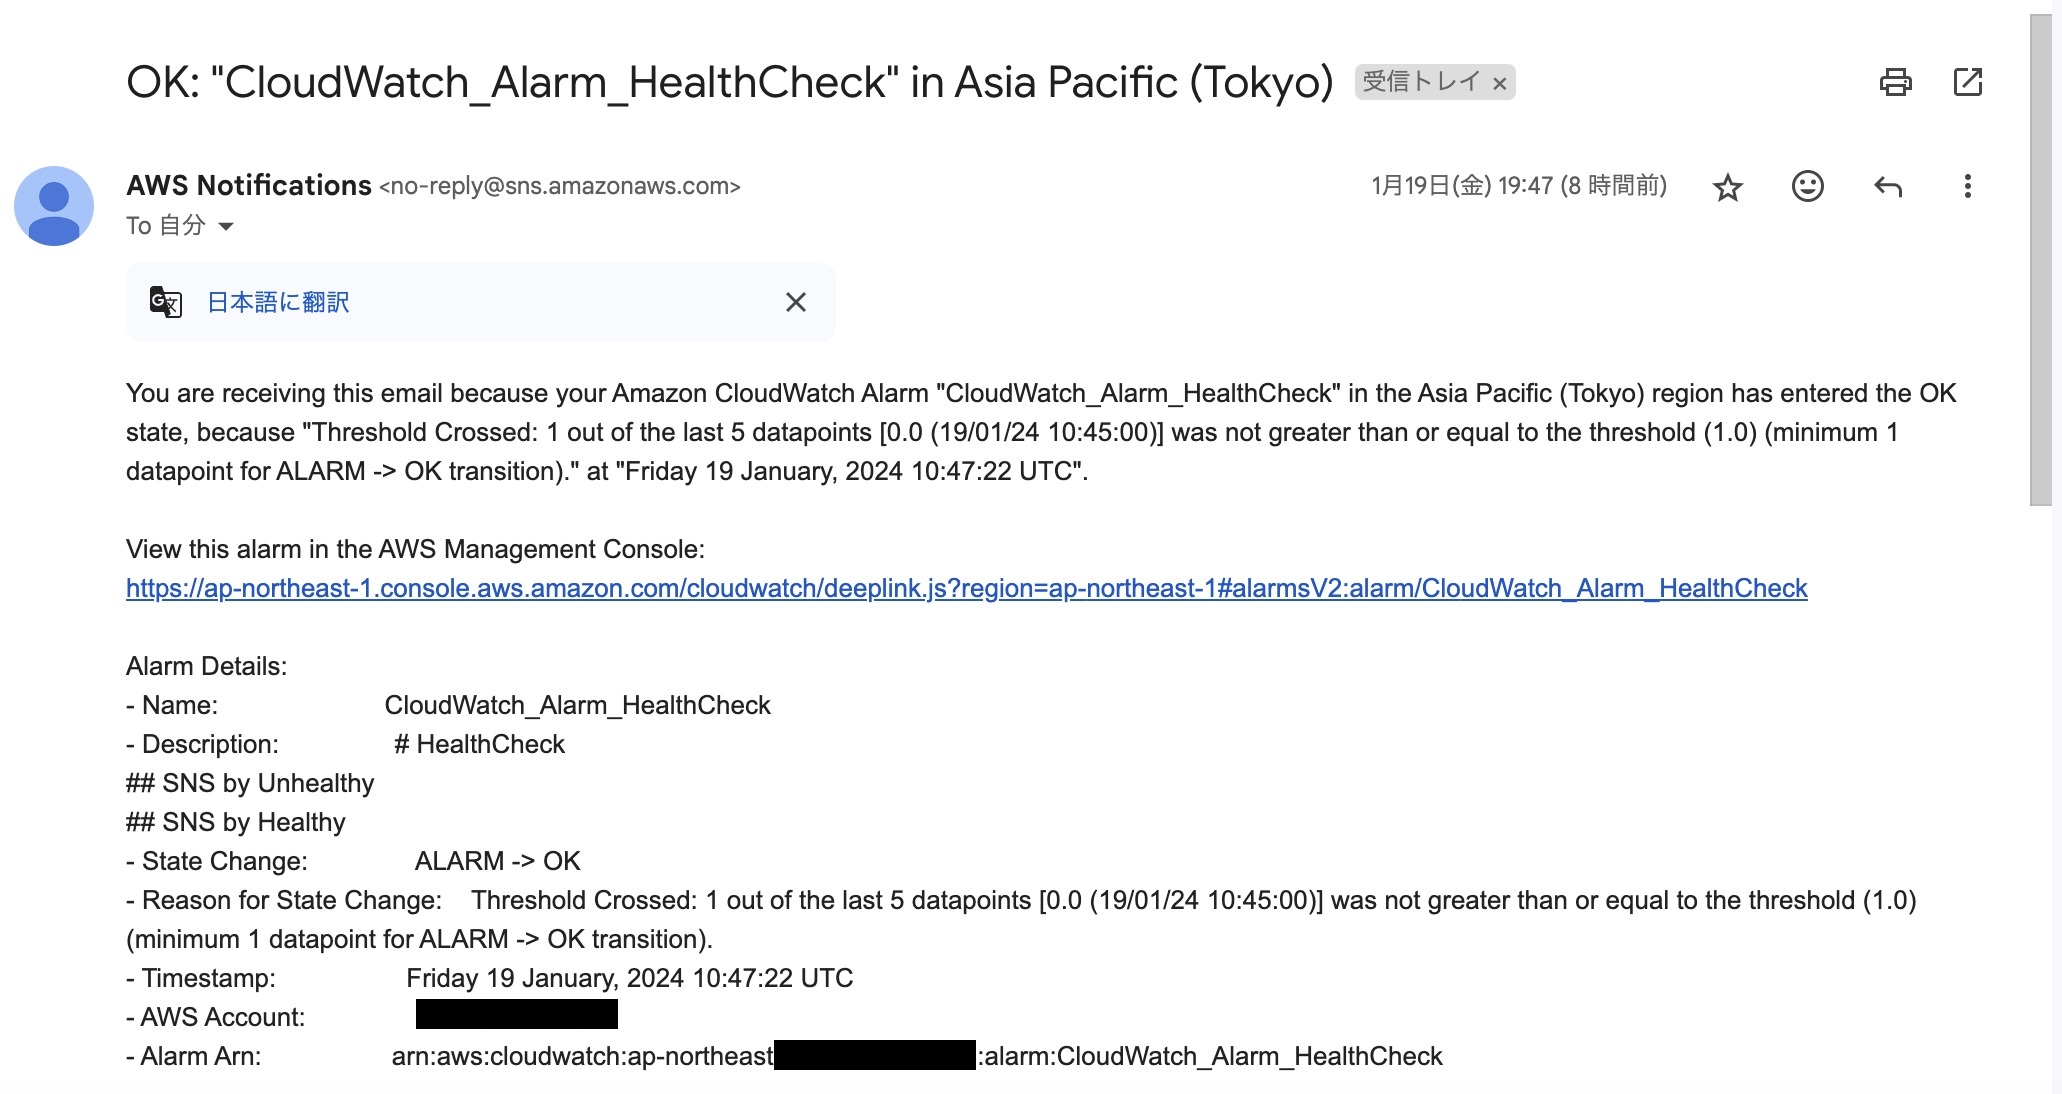 OK: "CloudWatch_Alarm_HealthCheck" in Asia Pacific (Tokyo) 受信トレイ ×
AWS Notifications <no-reply@sns.amazonaws.com> 1月19日(金) 19:47 (8 時間前)
To 自分
日本語に翻訳
You are receiving this email because your Amazon CloudWatch Alarm "CloudWatch_Alarm_HealthCheck" in the Asia Pacific (Tokyo) region has entered the OK
state, because "Threshold Crossed: 1 out of the last 5 datapoints [0.0 (19/01/24 10:45:00)] was not greater than or equal to the threshold (1.0) (minimum 1
datapoint for ALARM -> OK transition)." at "Friday 19 January, 2024 10:47:22 UTC".
View this alarm in the AWS Management Console:
https://ap-northeast-1.console.aws.amazon.com/cloudwatch/deeplink.js?region=ap-northeast-1#alarmsV2:alarm/CloudWatch_Alarm_HealthCheck
Alarm Details:
- Name: CloudWatch_Alarm_HealthCheck
- Description: # HealthCheck
## SNS by Unhealthy
## SNS by Healthy
- State Change: ALARM -> OK
- Reason for State Change: Threshold Crossed: 1 out of the last 5 datapoints [0.0 (19/01/24 10:45:00)] was not greater than or equal to the threshold (1.0)
(minimum 1 datapoint for ALARM -> OK transition).
- Timestamp: Friday 19 January, 2024 10:47:22 UTC
- AWS Account:
- Alarm Arn: arn:aws:cloudwatch:ap-northeast :alarm:CloudWatch_Alarm_HealthCheck